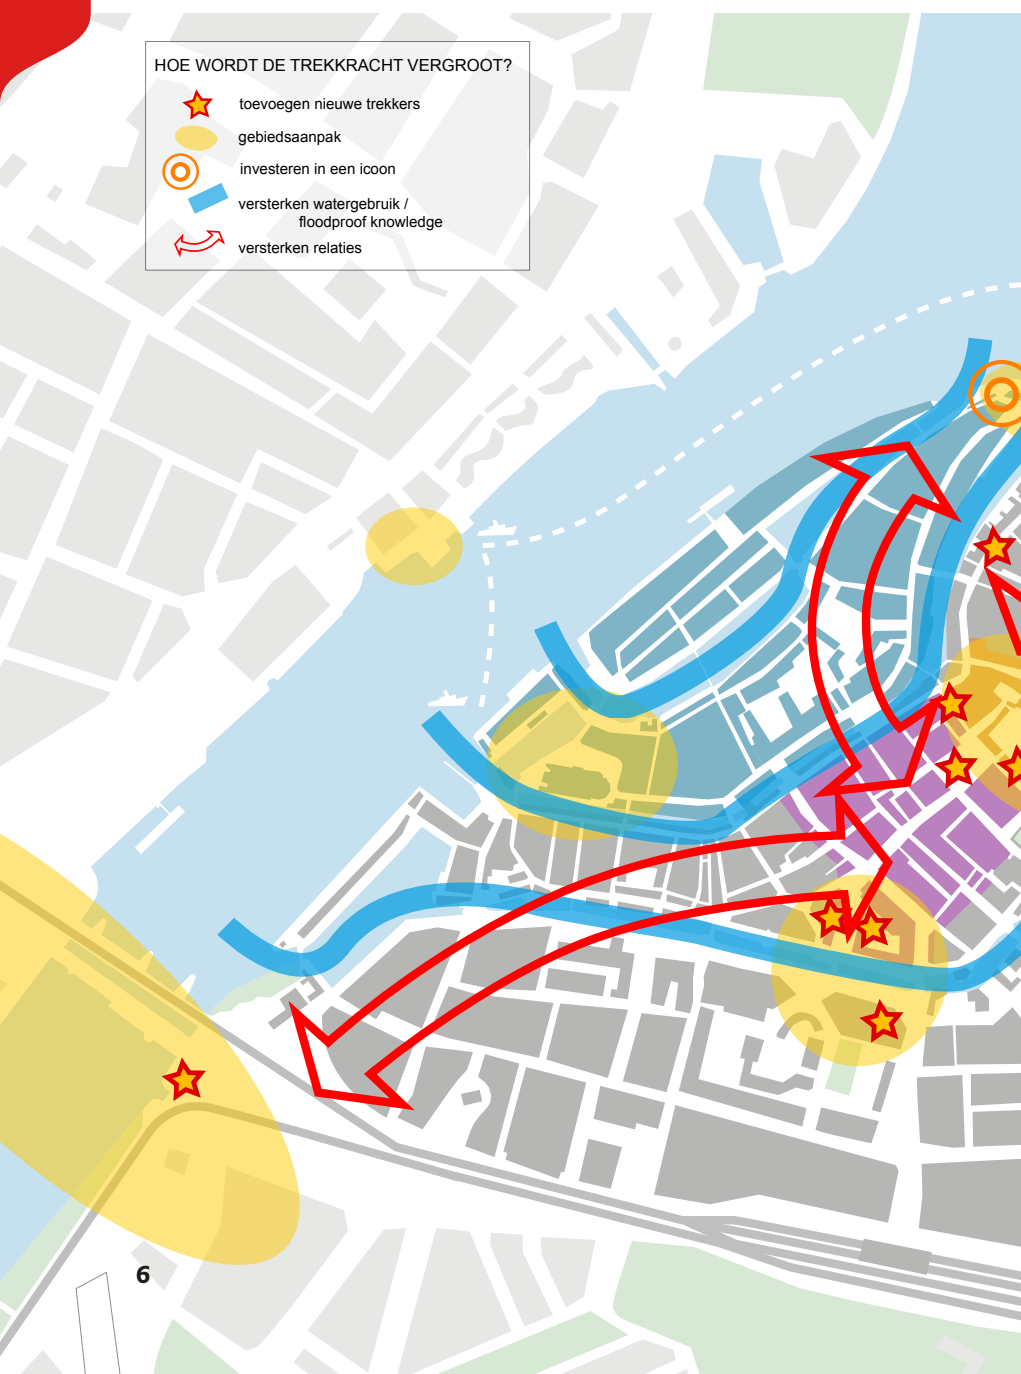 HOE WORDT DE TREKKRACHT VERGROOT?
toevoegen nieuwe trekkers
gebiedsaanpak
investeren in een icoon
versterken watergebruik /
floodproof knowledge
versterken relaties
6